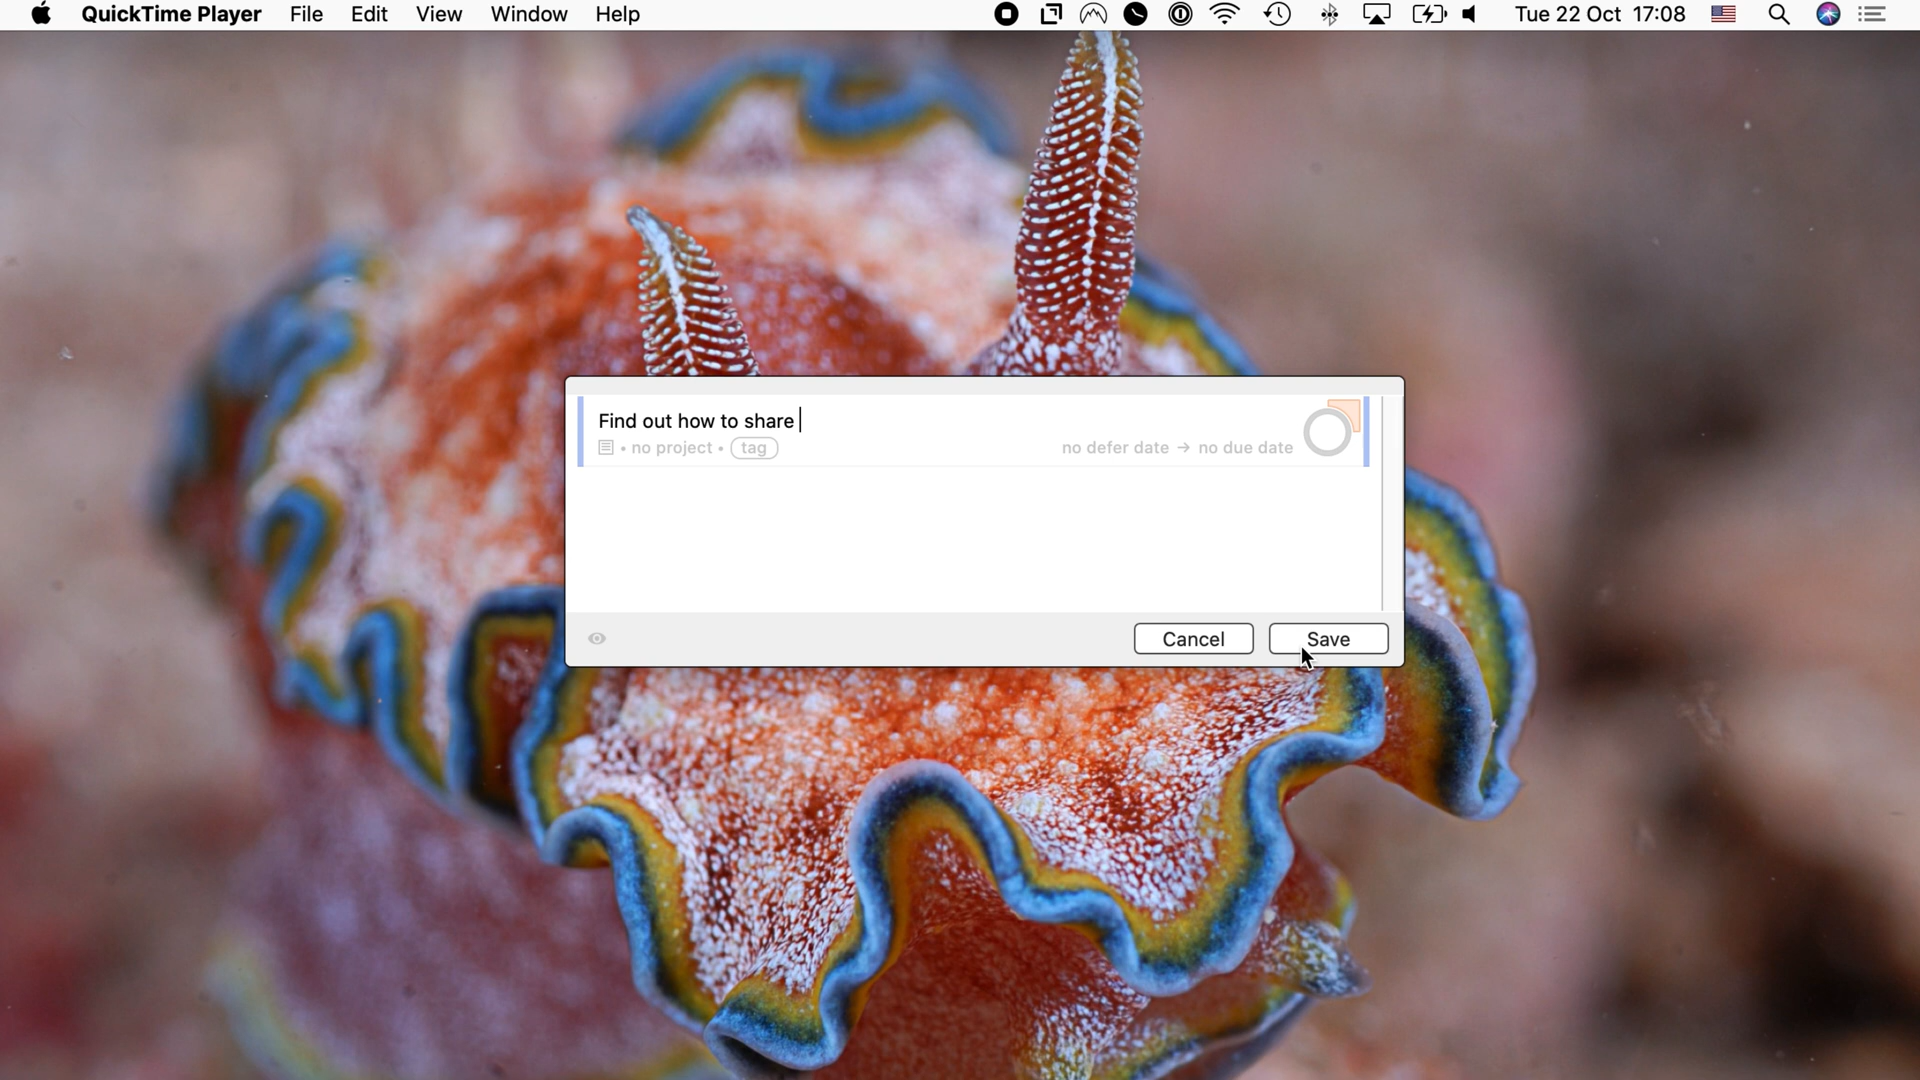 QuickTime Player File Edit View Window Help Tue 22 Oct 17:08
Find out how to share
• no project • tag no defer date → no due date
Cancel Save